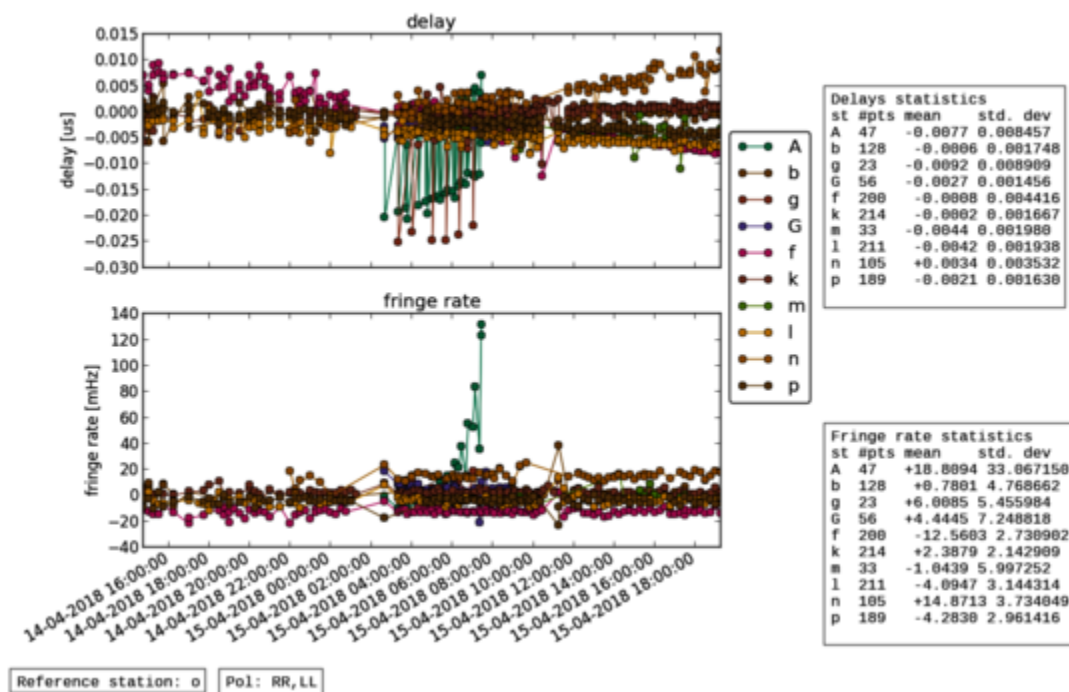 delay
0.015
0.010
0.005
0.000
−0.005
−0.010
−0.015
−0.020
−0.025
−0.030
delay [us]
fringe rate
140
120
100
80
60
40
20
0
−20
−40
fringe rate [mHz]
14-04-2018 16:00:00
14-04-2018 18:00:00
14-04-2018 20:00:00
14-04-2018 22:00:00
15-04-2018 00:00:00
15-04-2018 02:00:00
15-04-2018 04:00:00
15-04-2018 06:00:00
15-04-2018 08:00:00
15-04-2018 10:00:00
15-04-2018 12:00:00
15-04-2018 14:00:00
15-04-2018 16:00:00
15-04-2018 18:00:00
A
b
g
G
f
k
m
l
n
p
Delays statistics
st #pts mean std. dev
A 47 -0.0077 0.008457
b 128 -0.0006 0.001748
g 23 -0.0092 0.008909
G 56 -0.0027 0.001456
f 200 -0.0008 0.004416
k 214 -0.0002 0.001667
m 33 -0.0044 0.001980
l 211 -0.0042 0.001938
n 105 +0.0034 0.003532
p 189 -0.0021 0.001630
Fringe rate statistics
st #pts mean std. dev
A 47 +18.8094 33.067150
b 128 +0.7801 4.768662
g 23 +6.0085 5.455984
G 56 +4.4445 7.248818
f 200 -12.5603 2.730902
k 214 +2.3879 2.142909
m 33 -1.0439 5.997252
l 211 -4.0947 3.144314
n 105 +14.8713 3.734049
p 189 -4.2830 2.961416
Reference station: o
Pol: RR,LL